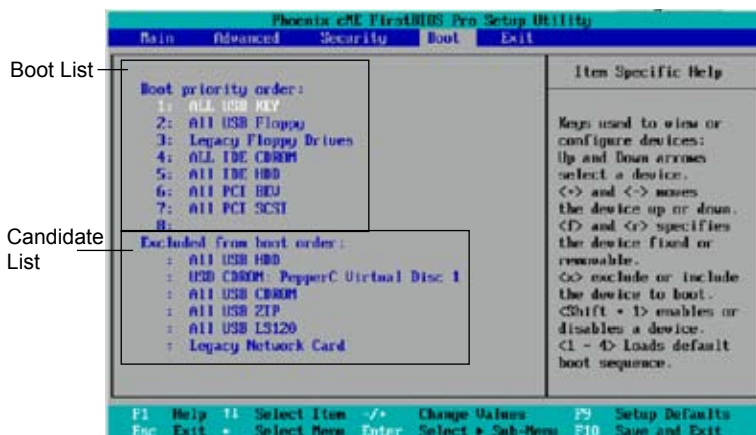 Phoenix cME FirstBIOS Pro Setup Utility
Main Advanced Security Boot Exit
Boot List
Item Specific Help
Boot priority order:
1: ALL USB KEY
2: All USB Floppy
3: Legacy Floppy Drives
4: ALL IDE CDROM
5: All IDE HDD
6: All PCI BEV
7: All PCI SCSI
8:
Candidate List
Excluded from boot order:
: All USB HDD
: USB CDROM: PepperC Virtual Disc 1
: All USB CDROM
: All USB ZIP
: All USB LS120
: Legacy Network Card
Keys used to view or
configure devices:
Up and Down arrows
select a device.
<+> and <-> moves
the device up or down.
<f> and <r> specifies
the device fixed or
removable.
<x> exclude or include
the device to boot.
<Shift + 1> enables or
disables a device.
<1 - 4> Loads default
boot sequence.
F1 Help ↑↓ Select Item -/+ Change Values F9 Setup Defaults
Esc Exit Select Menu Enter Select ▶ Sub-Menu F10 Save and Exit